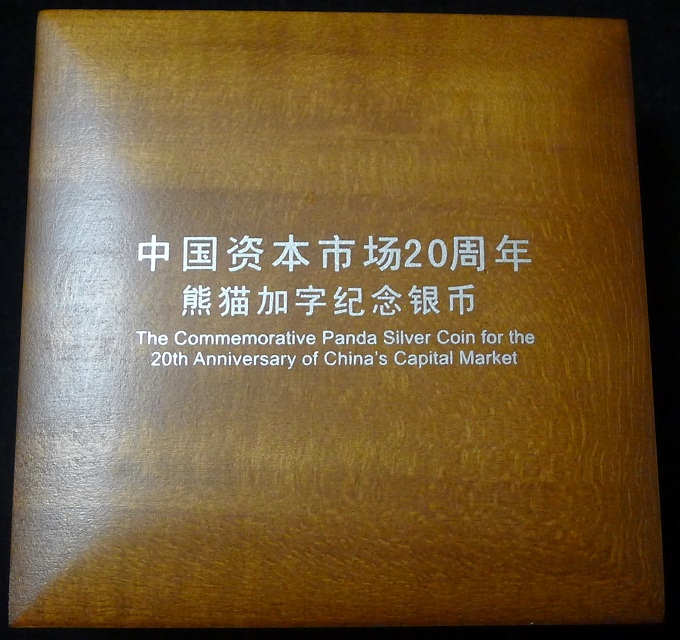 中国资本市场20周年
熊猫加字纪念银币
The Commemorative Panda Silver Coin for the
20th Anniversary of China's Capital Market